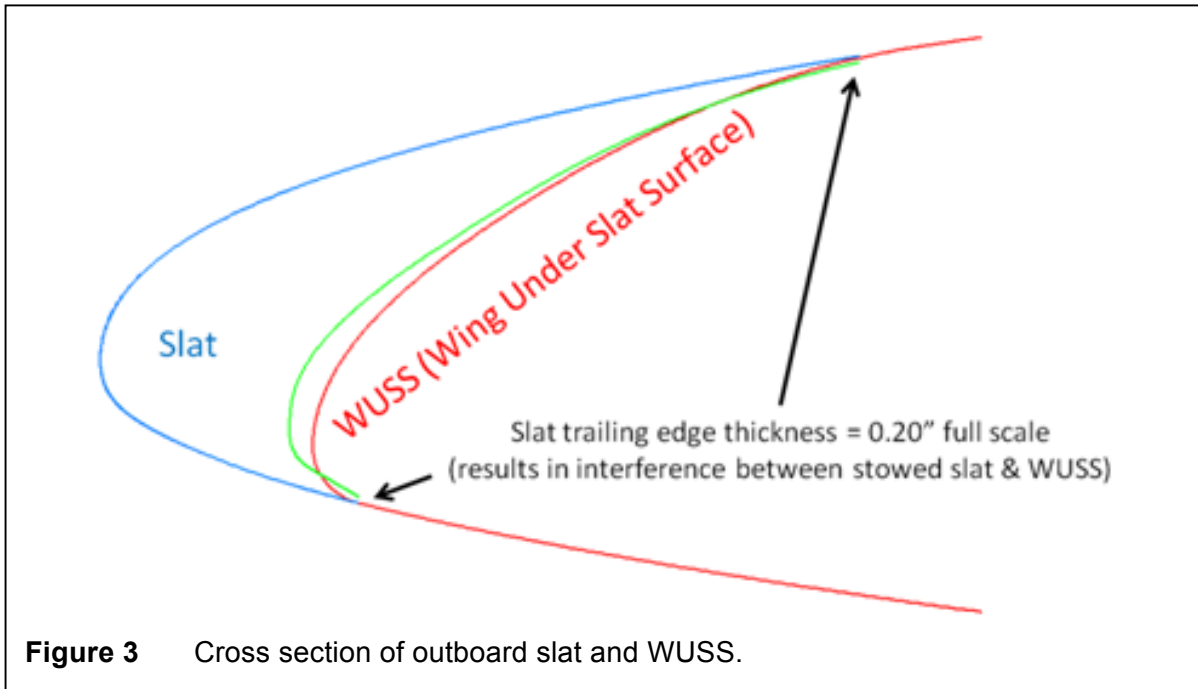 Slat
WUSS (Wing Under Slat Surface)
Slat trailing edge thickness = 0.20” full scale
(results in interference between stowed slat & WUSS)
Figure 3 Cross section of outboard slat and WUSS.